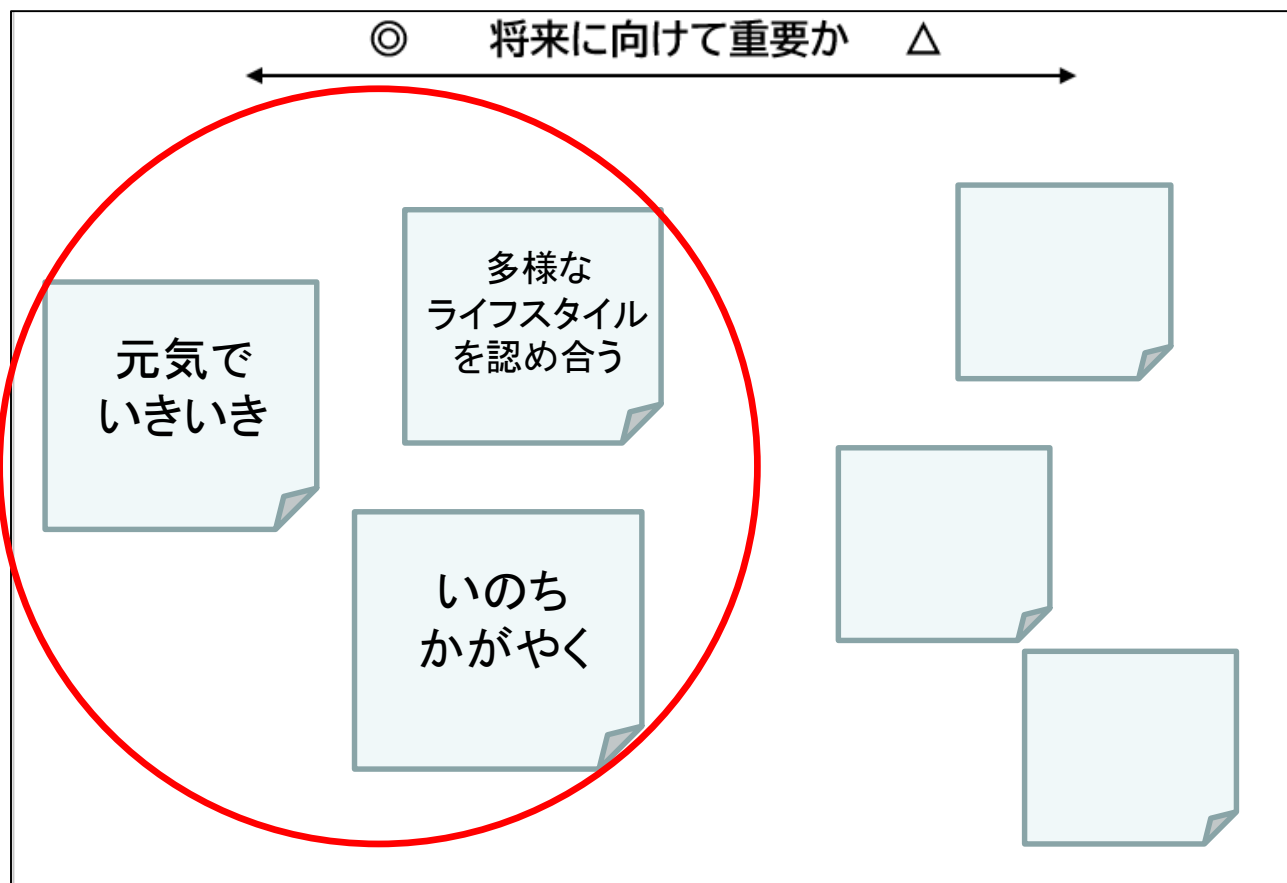 ◎ 将来に向けて重要か △
多様な
ライフスタイル
を認め合う
元気で
いきいき
いのち
かがやく